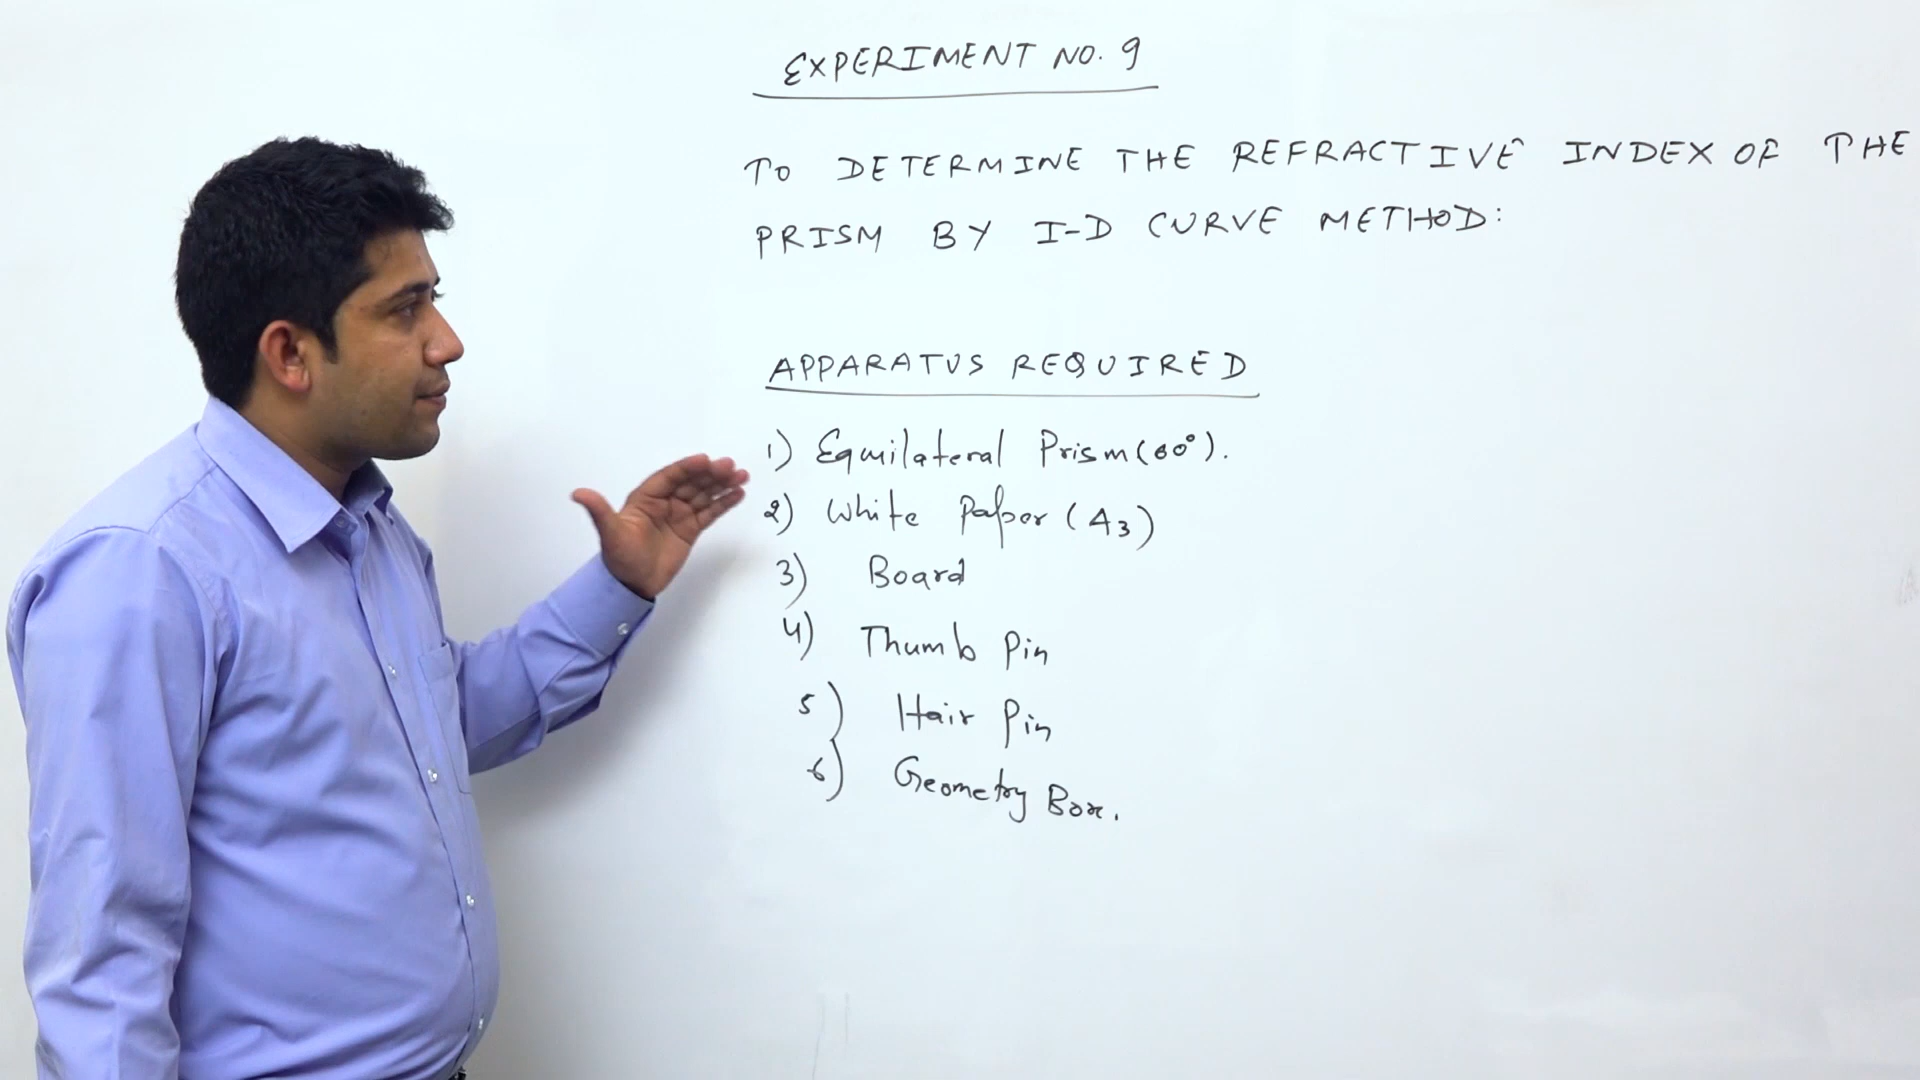 EXPERIMENT NO. 9
TO DETERMINE THE REFRACTIVE INDEX OF THE
PRISM BY I-D CURVE METHOD:
APPARATUS REQUIRED
1) Equilateral Prism (60°).
2) White Paper (A3)
3) Board
4) Thumb Pin
5) Hair Pin
6) Geometry Box.